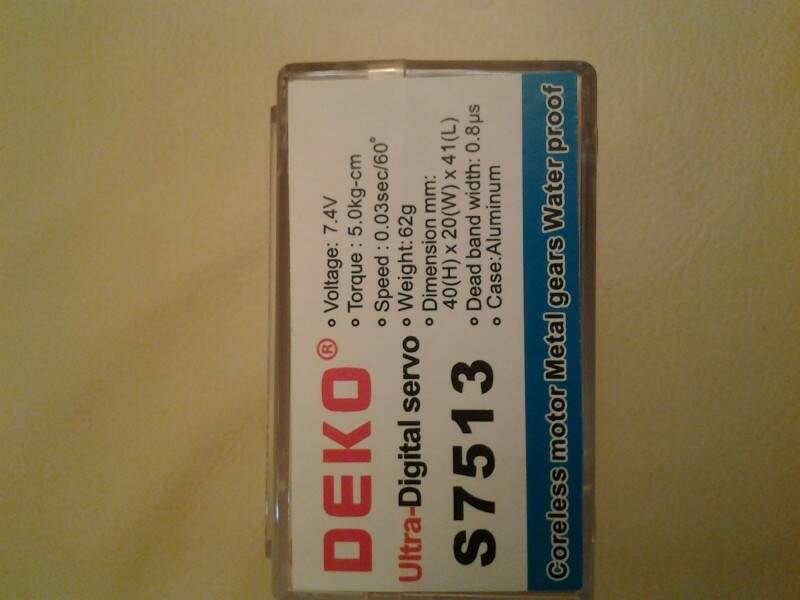 DEKO®
Ultra-Digital servo
S7513
Voltage: 7.4V
Torque : 5.0kg-cm
Speed : 0.03sec/60°
Weight: 62g
Dimension mm:
40(H) x 20(W) x 41(L)
Dead band width: 0.8µs
Case:Aluminum
Coreless motor Metal gears Water proof